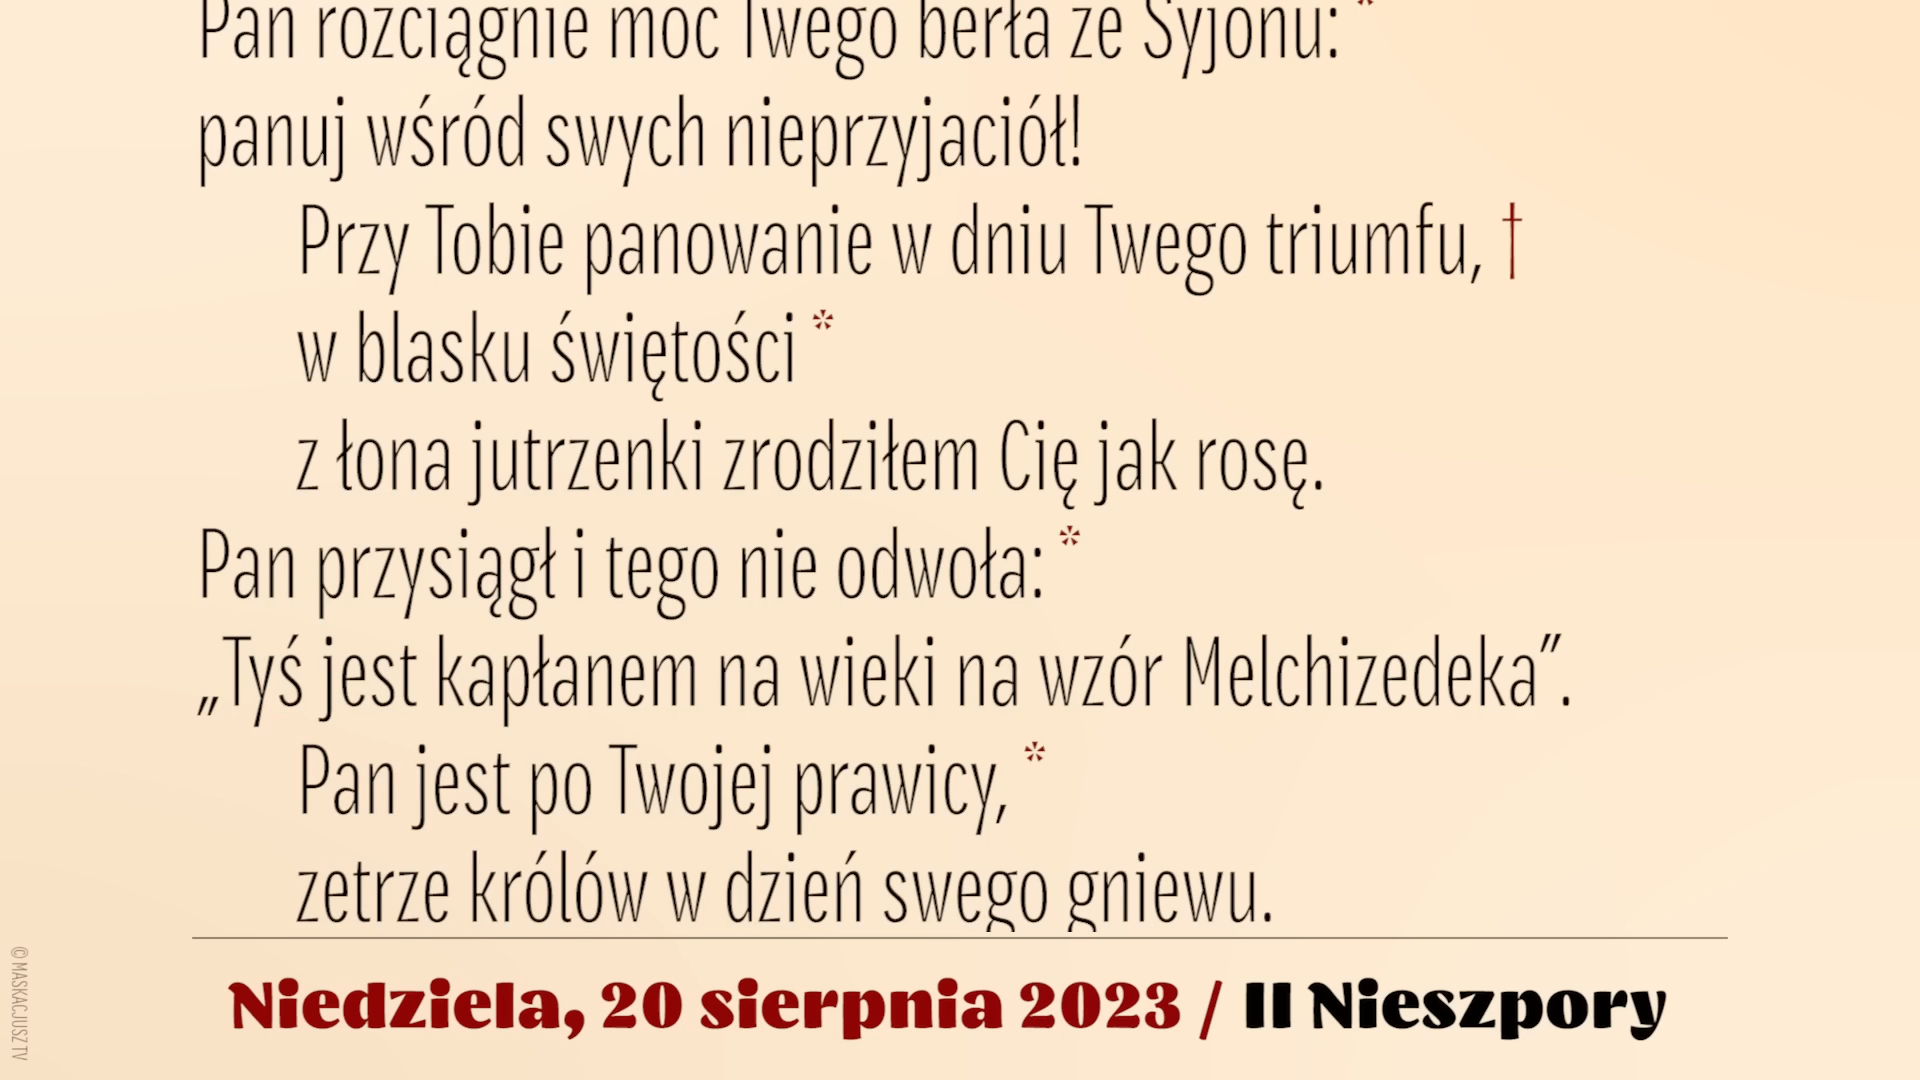 Pan rozciągnie moc Twego berła ze Syjonu: *
panuj wśród swych nieprzyjaciół!
Przy Tobie panowanie w dniu Twego triumfu, †
w blasku świętości *
z łona jutrzenki zrodziłem Cię jak rosę.
Pan przysiągł i tego nie odwoła: *
„Tyś jest kapłanem na wieki na wzór Melchizedeka”.
Pan jest po Twojej prawicy, *
zetrze królów w dzień swego gniewu.
Niedziela, 20 sierpnia 2023 / II Nieszpory
© MASKACJUSZ TV